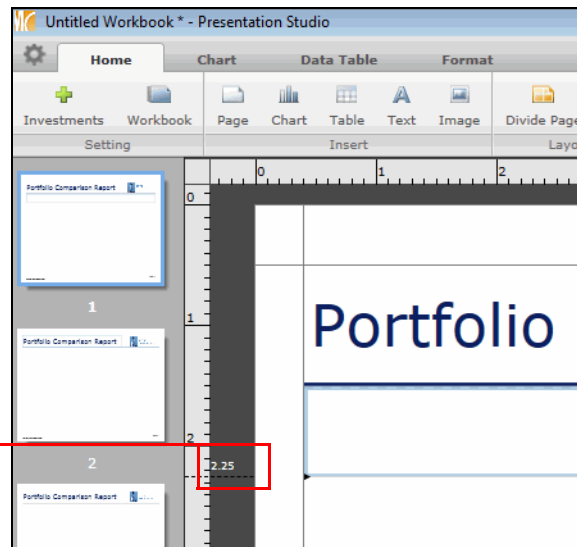 Untitled Workbook * - Presentation Studio
Home Chart Data Table Format
Investments Workbook Page Chart Table Text Image Divide Page
Setting Insert Layo
0 1 2
Portfolio Comparison Report
0
1
1
Portfolio
Portfolio Comparison Report
2
2
2.25
Portfolio Comparison Report